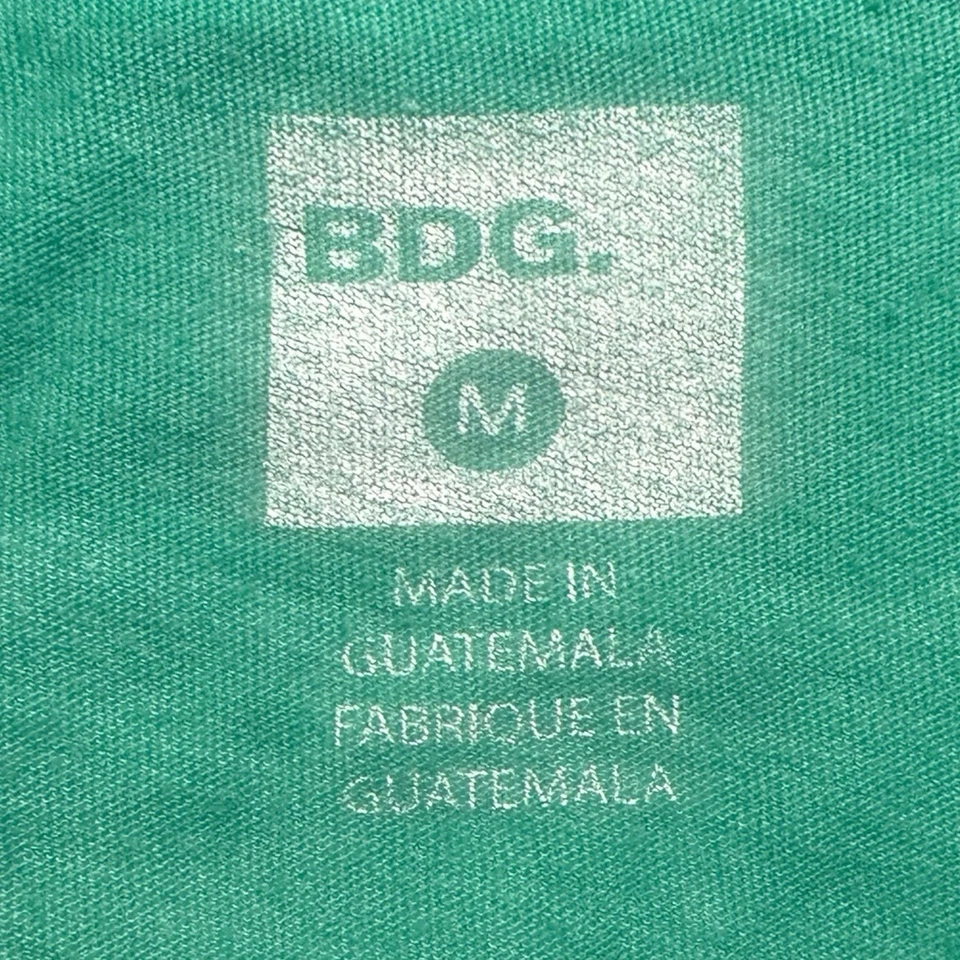 BDG.
M
MADE IN
GUATEMALA
FABRIQUE EN
GUATEMALA